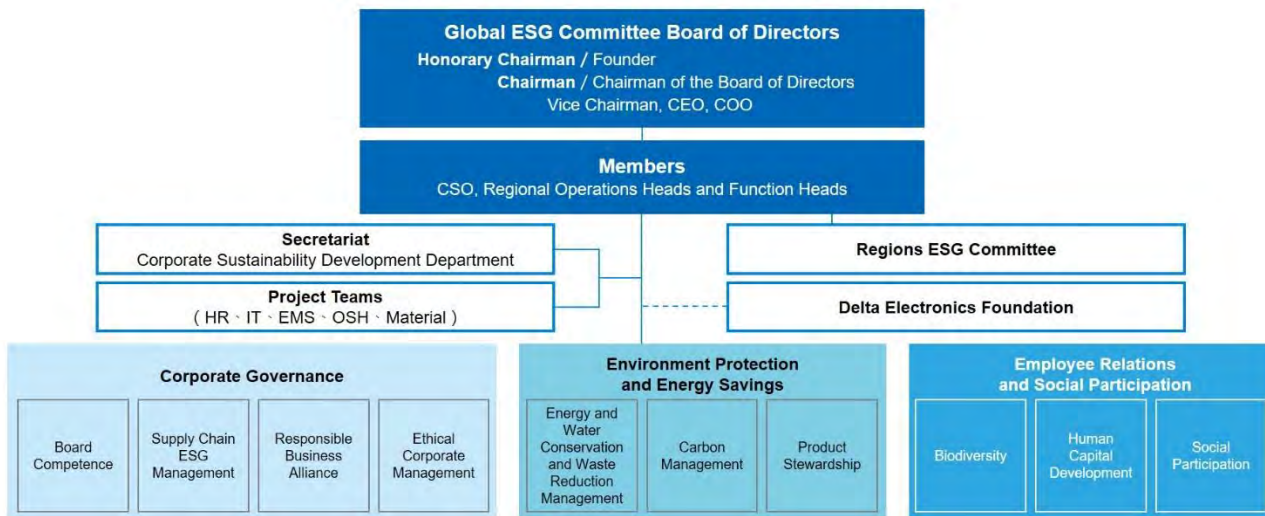 Global ESG Committee Board of Directors
Honorary Chairman / Founder
Chairman / Chairman of the Board of Directors
Vice Chairman, CEO, COO
Members
CSO, Regional Operations Heads and Function Heads
Secretariat
Corporate Sustainability Development Department
Regions ESG Committee
Project Teams
( HR、IT、EMS、OSH、Material )
Delta Electronics Foundation
Corporate Governance
Board
Competence
Supply Chain
ESG
Management
Responsible
Business
Alliance
Ethical
Corporate
Management
Environment Protection
and Energy Savings
Energy and
Water
Conservation
and Waste
Reduction
Management
Carbon
Management
Product
Stewardship
Employee Relations
and Social Participation
Biodiversity
Human
Capital
Development
Social
Participation